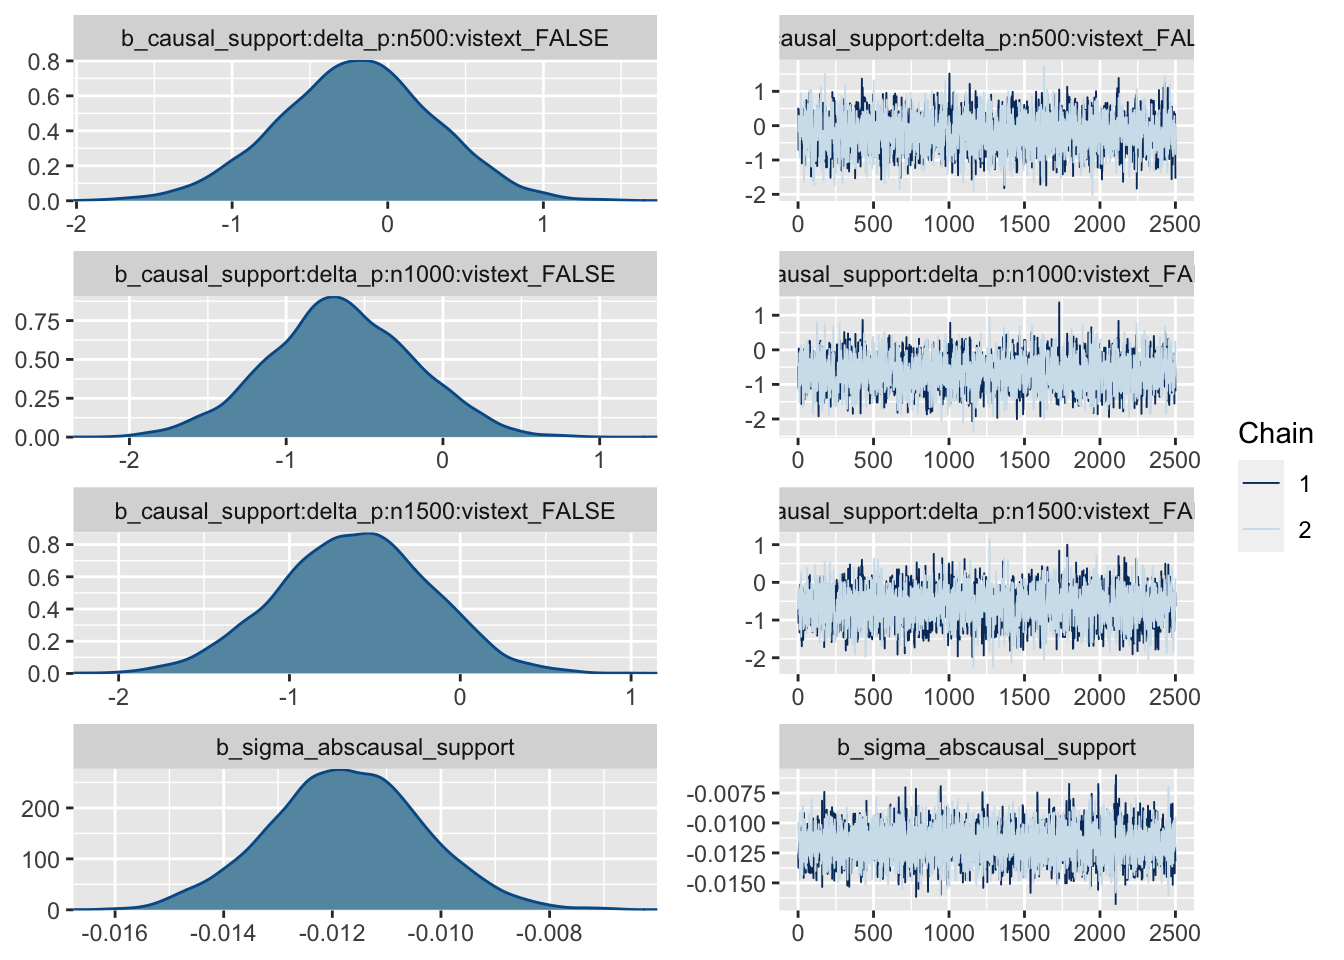 b_causal_support:delta_p:n500:vistext_FALSE
0.8
0.6
0.4
0.2
0.0
-2 -1 0 1
ausal_support:delta_p:n500:vistext_FAL
1
0
-1
-2
0 500 1000 1500 2000 2500
b_causal_support:delta_p:n1000:vistext_FALSE
0.75
0.50
0.25
0.00
-2 -1 0 1
ausal_support:delta_p:n1000:vistext_FA
1
0
-1
-2
0 500 1000 1500 2000 2500
b_causal_support:delta_p:n1500:vistext_FALSE
0.8
0.6
0.4
0.2
0.0
-2 -1 0 1
ausal_support:delta_p:n1500:vistext_FA
1
0
-1
-2
0 500 1000 1500 2000 2500
b_sigma_abscausal_support
200
100
0
-0.016 -0.014 -0.012 -0.010 -0.008
b_sigma_abscausal_support
-0.0075
-0.0100
-0.0125
-0.0150
0 500 1000 1500 2000 2500
Chain
1
2